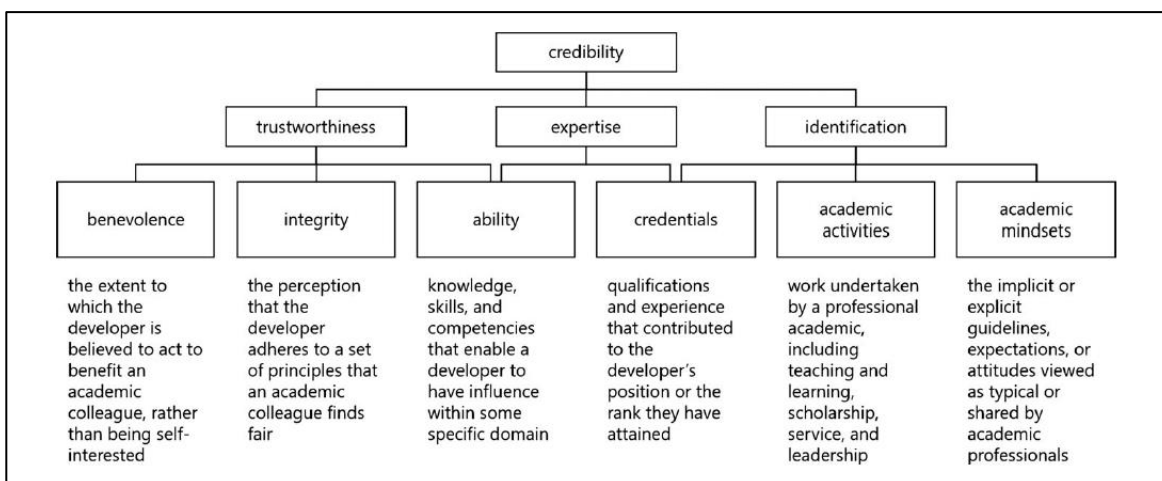 credibility
trustworthiness
expertise
identification
benevolence
integrity
ability
credentials
academic
activities
academic
mindsets
the extent to
which the
developer is
believed to act to
benefit an
academic
colleague, rather
than being self-
interested
the perception
that the
developer
adheres to a set
of principles that
an academic
colleague finds
fair
knowledge,
skills, and
competencies
that enable a
developer to
have influence
within some
specific domain
qualifications
and experience
that contributed
to the
developer's
position or the
rank they have
attained
work undertaken
by a professional
academic,
including
teaching and
learning,
scholarship,
service, and
leadership
the implicit or
explicit
guidelines,
expectations, or
attitudes viewed
as typical or
shared by
academic
professionals